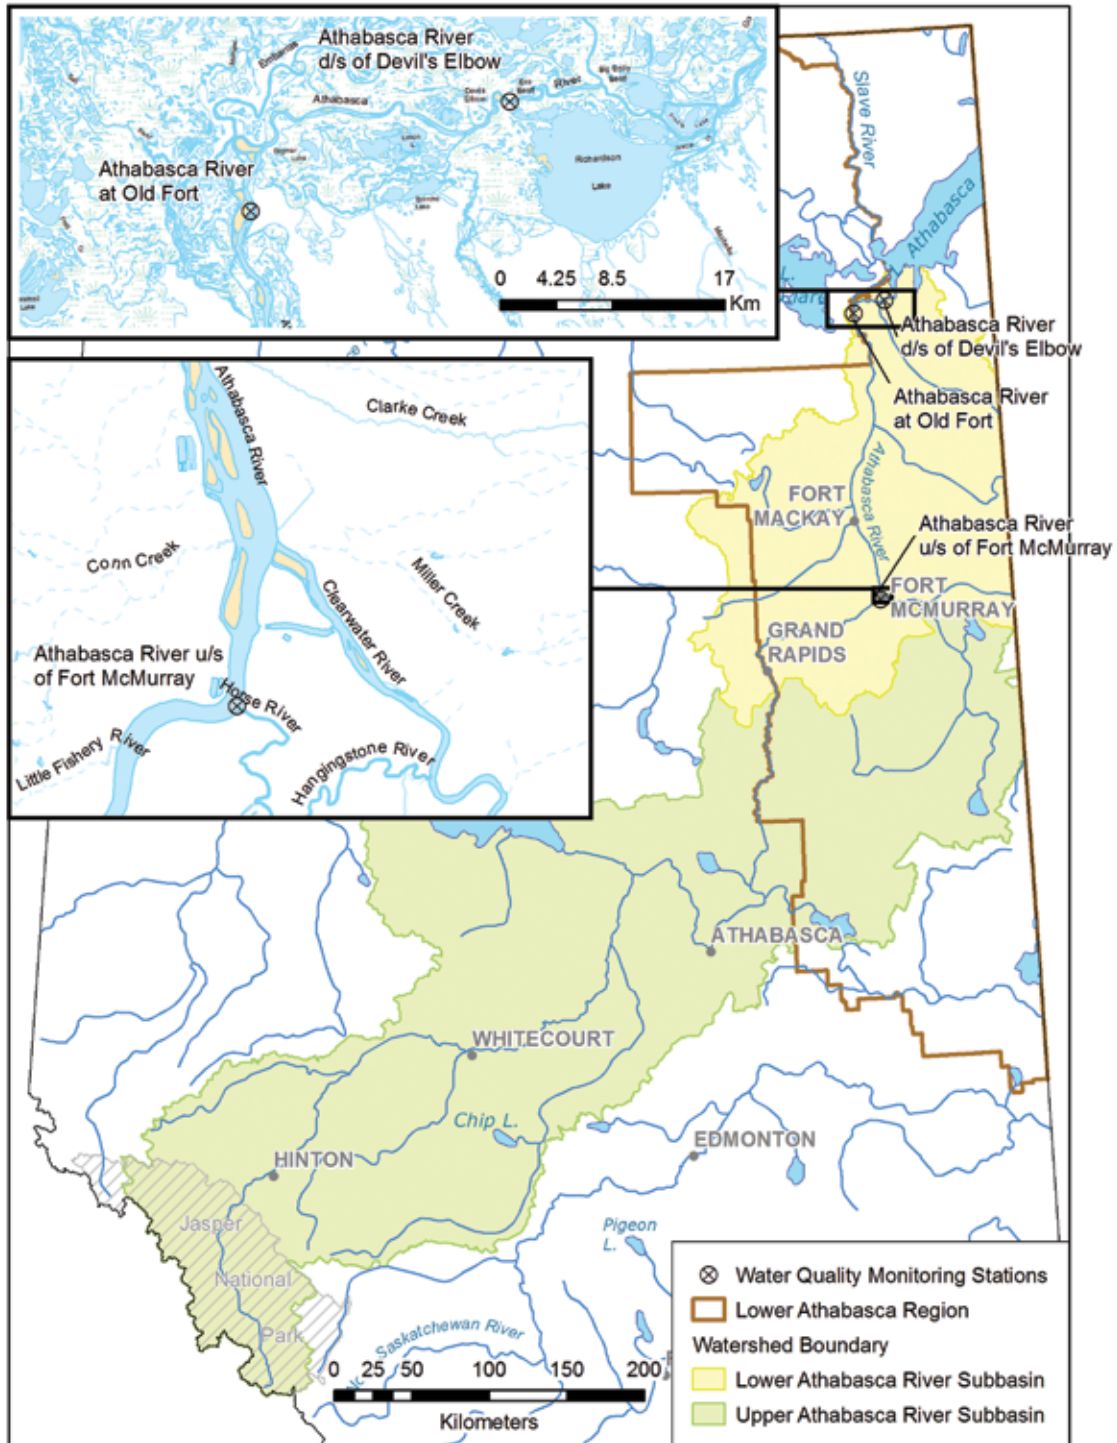 Athabasca River
d/s of Devil's Elbow
Embarras
Athabasca
River
Athabasca River
at Old Fort
Richardson
Lake
0 4.25 8.5 17
Km
Slave River
Athabasca
L.
Athabasca River
d/s of Devil's Elbow
Athabasca River
at Old Fort
Athabasca River
Clarke Creek
Conn Creek
Miller Creek
Clearwater River
Athabasca River u/s
of Fort McMurray
Horse River
Little Fishery River
Hangingstone River
FORT
MACKAY
Athabasca River
Athabasca River
u/s of Fort McMurray
FORT
MCMURRAY
GRAND
RAPIDS
ATHABASCA
WHITECOURT
Chip L.
EDMONTON
HINTON
Jasper
National
Park
Pigeon
L.
Saskatchewan River
0 25 50 100 150 200
Kilometers
Water Quality Monitoring Stations
Lower Athabasca Region
Watershed Boundary
Lower Athabasca River Subbasin
Upper Athabasca River Subbasin